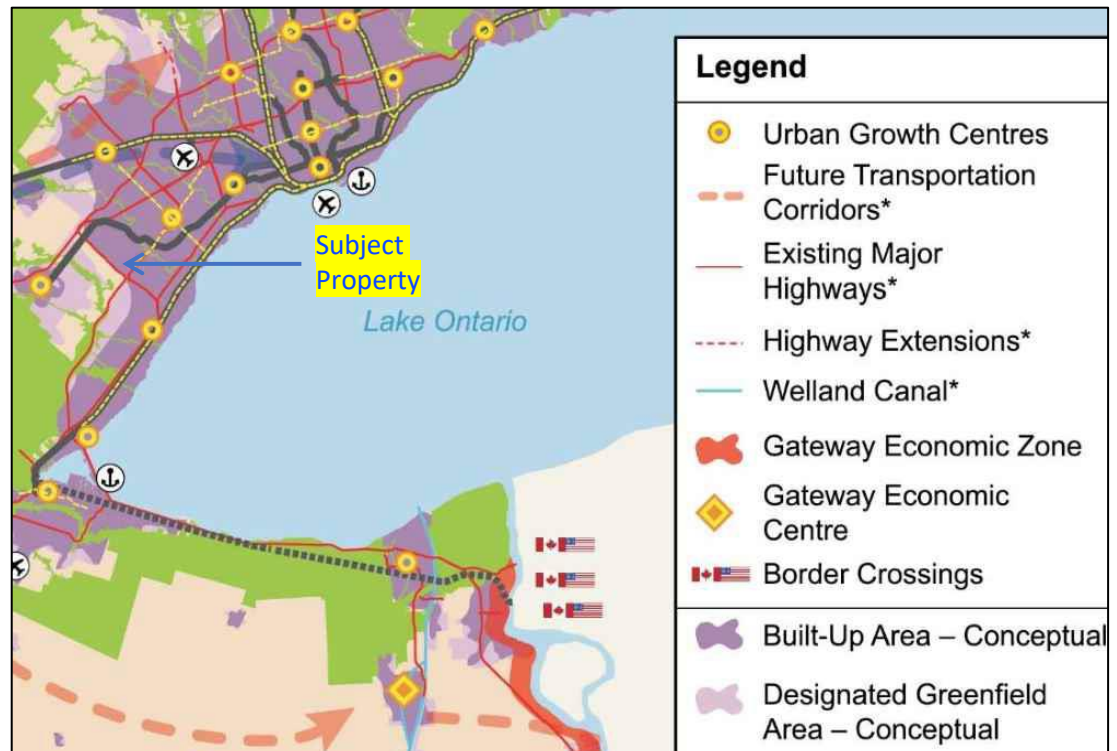 Subject
Property
Lake Ontario
Legend
Urban Growth Centres
Future Transportation
Corridors*
Existing Major
Highways*
Highway Extensions*
Welland Canal*
Gateway Economic Zone
Gateway Economic
Centre
Border Crossings
Built-Up Area – Conceptual
Designated Greenfield
Area – Conceptual